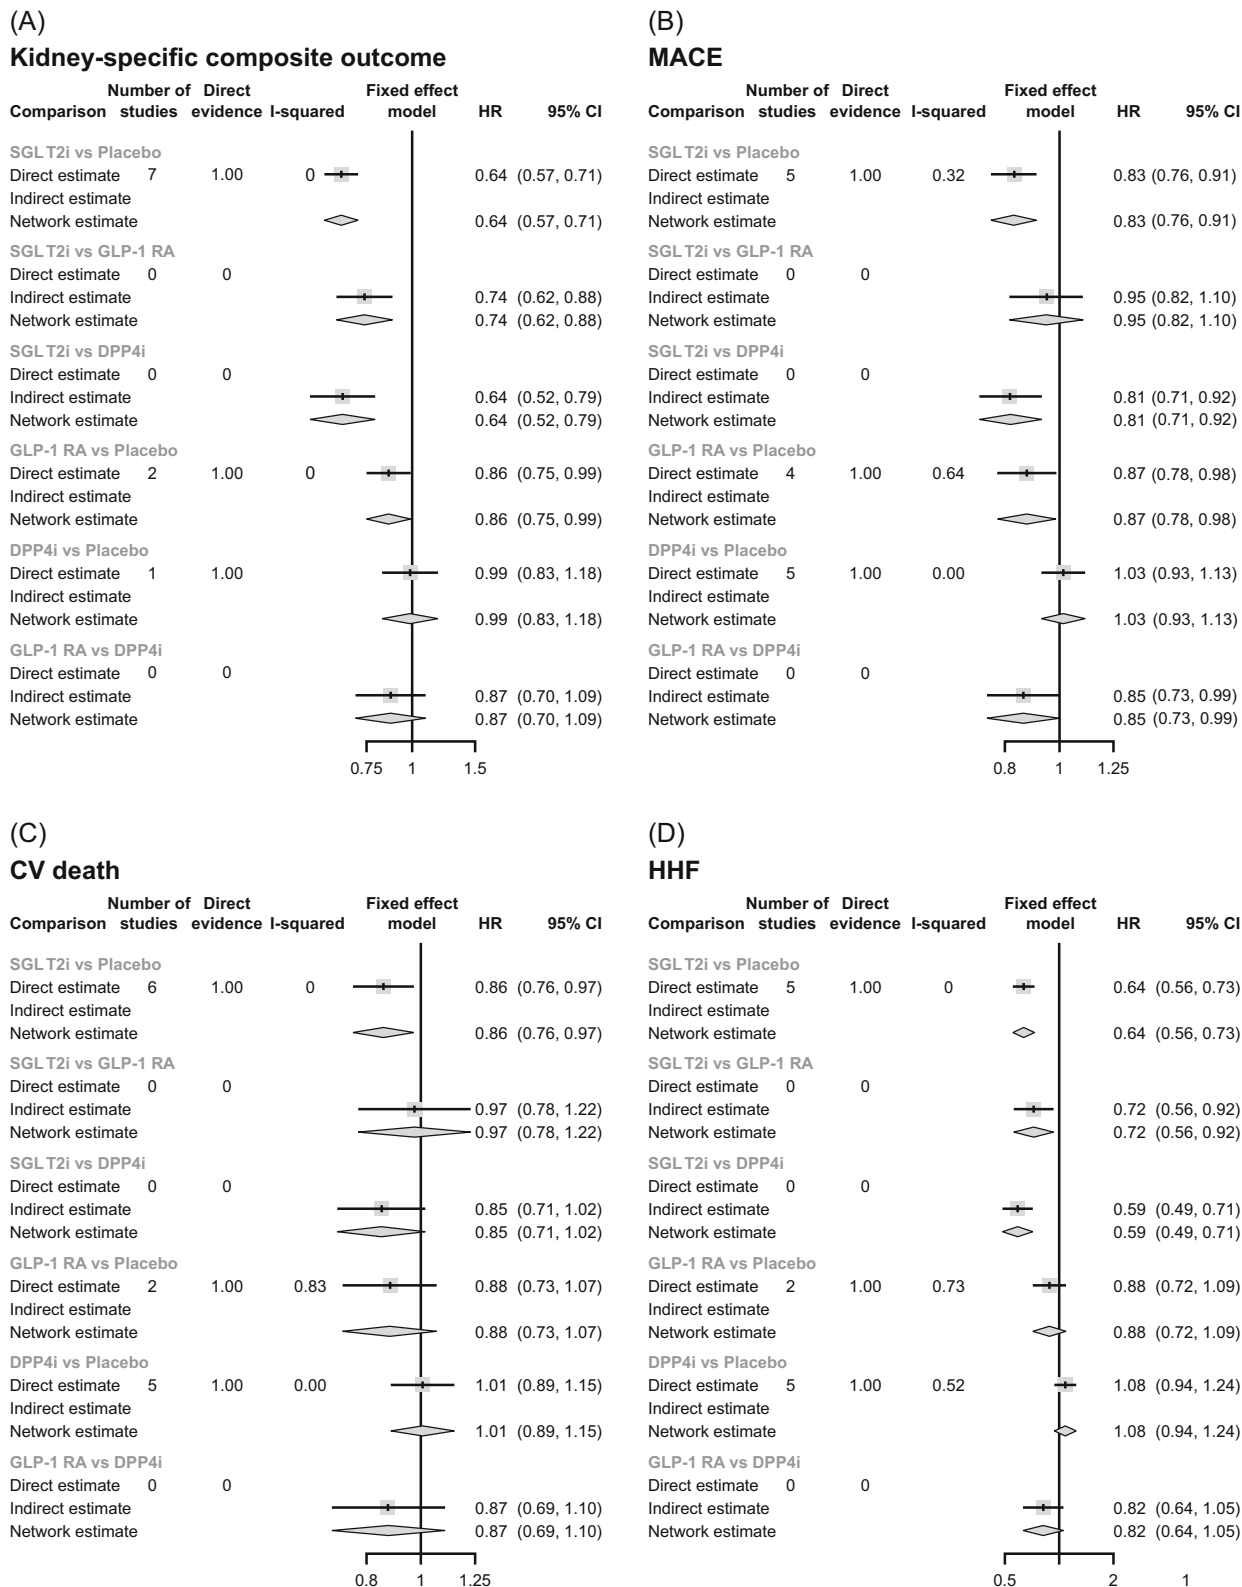 (A)
Kidney-specific composite outcome
Number of Direct Fixed effect
Comparison studies evidence I-squared model HR 95% CI
SGLT2i vs Placebo
Direct estimate 7 1.00 0 0.64 (0.57, 0.71)
Indirect estimate
Network estimate 0.64 (0.57, 0.71)
SGLT2i vs GLP-1 RA
Direct estimate 0 0
Indirect estimate 0.74 (0.62, 0.88)
Network estimate 0.74 (0.62, 0.88)
SGLT2i vs DPP4i
Direct estimate 0 0
Indirect estimate 0.64 (0.52, 0.79)
Network estimate 0.64 (0.52, 0.79)
GLP-1 RA vs Placebo
Direct estimate 2 1.00 0 0.86 (0.75, 0.99)
Indirect estimate
Network estimate 0.86 (0.75, 0.99)
DPP4i vs Placebo
Direct estimate 1 1.00 0.99 (0.83, 1.18)
Indirect estimate
Network estimate 0.99 (0.83, 1.18)
GLP-1 RA vs DPP4i
Direct estimate 0 0
Indirect estimate 0.87 (0.70, 1.09)
Network estimate 0.87 (0.70, 1.09)
0.75 1 1.5
(B)
MACE
Number of Direct Fixed effect
Comparison studies evidence I-squared model HR 95% CI
SGLT2i vs Placebo
Direct estimate 5 1.00 0.32 0.83 (0.76, 0.91)
Indirect estimate
Network estimate 0.83 (0.76, 0.91)
SGLT2i vs GLP-1 RA
Direct estimate 0 0
Indirect estimate 0.95 (0.82, 1.10)
Network estimate 0.95 (0.82, 1.10)
SGLT2i vs DPP4i
Direct estimate 0 0
Indirect estimate 0.81 (0.71, 0.92)
Network estimate 0.81 (0.71, 0.92)
GLP-1 RA vs Placebo
Direct estimate 4 1.00 0.64 0.87 (0.78, 0.98)
Indirect estimate
Network estimate 0.87 (0.78, 0.98)
DPP4i vs Placebo
Direct estimate 5 1.00 0.00 1.03 (0.93, 1.13)
Indirect estimate
Network estimate 1.03 (0.93, 1.13)
GLP-1 RA vs DPP4i
Direct estimate 0 0
Indirect estimate 0.85 (0.73, 0.99)
Network estimate 0.85 (0.73, 0.99)
0.8 1 1.25
(C)
CV death
Number of Direct Fixed effect
Comparison studies evidence I-squared model HR 95% CI
SGLT2i vs Placebo
Direct estimate 6 1.00 0 0.86 (0.76, 0.97)
Indirect estimate
Network estimate 0.86 (0.76, 0.97)
SGLT2i vs GLP-1 RA
Direct estimate 0 0
Indirect estimate 0.97 (0.78, 1.22)
Network estimate 0.97 (0.78, 1.22)
SGLT2i vs DPP4i
Direct estimate 0 0
Indirect estimate 0.85 (0.71, 1.02)
Network estimate 0.85 (0.71, 1.02)
GLP-1 RA vs Placebo
Direct estimate 2 1.00 0.83 0.88 (0.73, 1.07)
Indirect estimate
Network estimate 0.88 (0.73, 1.07)
DPP4i vs Placebo
Direct estimate 5 1.00 0.00 1.01 (0.89, 1.15)
Indirect estimate
Network estimate 1.01 (0.89, 1.15)
GLP-1 RA vs DPP4i
Direct estimate 0 0
Indirect estimate 0.87 (0.69, 1.10)
Network estimate 0.87 (0.69, 1.10)
0.8 1 1.25
(D)
HHF
Number of Direct Fixed effect
Comparison studies evidence I-squared model HR 95% CI
SGLT2i vs Placebo
Direct estimate 5 1.00 0 0.64 (0.56, 0.73)
Indirect estimate
Network estimate 0.64 (0.56, 0.73)
SGLT2i vs GLP-1 RA
Direct estimate 0 0
Indirect estimate 0.72 (0.56, 0.92)
Network estimate 0.72 (0.56, 0.92)
SGLT2i vs DPP4i
Direct estimate 0 0
Indirect estimate 0.59 (0.49, 0.71)
Network estimate 0.59 (0.49, 0.71)
GLP-1 RA vs Placebo
Direct estimate 2 1.00 0.73 0.88 (0.72, 1.09)
Indirect estimate
Network estimate 0.88 (0.72, 1.09)
DPP4i vs Placebo
Direct estimate 5 1.00 0.52 1.08 (0.94, 1.24)
Indirect estimate
Network estimate 1.08 (0.94, 1.24)
GLP-1 RA vs DPP4i
Direct estimate 0 0
Indirect estimate 0.82 (0.64, 1.05)
Network estimate 0.82 (0.64, 1.05)
0.5 2 1